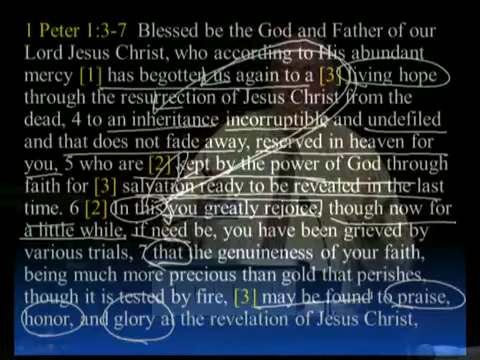 1 Peter 1:3-7 Blessed be the God and Father of our
Lord Jesus Christ, who according to His abundant
mercy [1] has begotten us again to a [3] living hope
through the resurrection of Jesus Christ from the
dead, 4 to an inheritance incorruptible and undefiled
and that does not fade away, reserved in heaven for
you, 5 who are [2] kept by the power of God through
faith for [3] salvation ready to be revealed in the last
time. 6 [2] In this you greatly rejoice, though now for
a little while, if need be, you have been grieved by
various trials, 7 that the genuineness of your faith,
being much more precious than gold that perishes,
though it is tested by fire, [3] may be found to praise,
honor, and glory at the revelation of Jesus Christ,